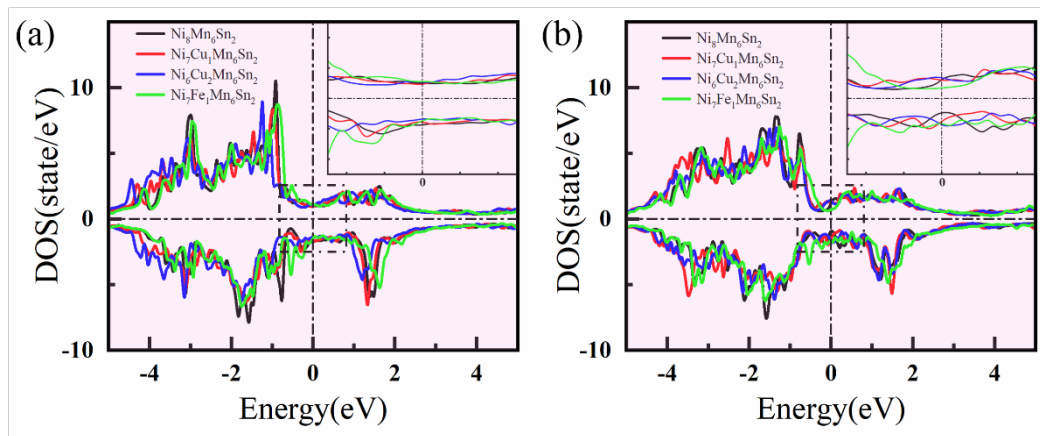 (a)
Ni₈Mn₆Sn₂
Ni₇Cu₁Mn₆Sn₂
Ni₆Cu₂Mn₆Sn₂
Ni₇Fe₁Mn₆Sn₂
0
DOS(state/eV)
10
0
-10
-4
-2
0
2
4
Energy(eV)
(b)
Ni₈Mn₆Sn₂
Ni₇Cu₁Mn₆Sn₂
Ni₆Cu₂Mn₆Sn₂
Ni₇Fe₁Mn₆Sn₂
0
DOS(state/eV)
10
0
-10
-4
-2
0
2
4
Energy(eV)